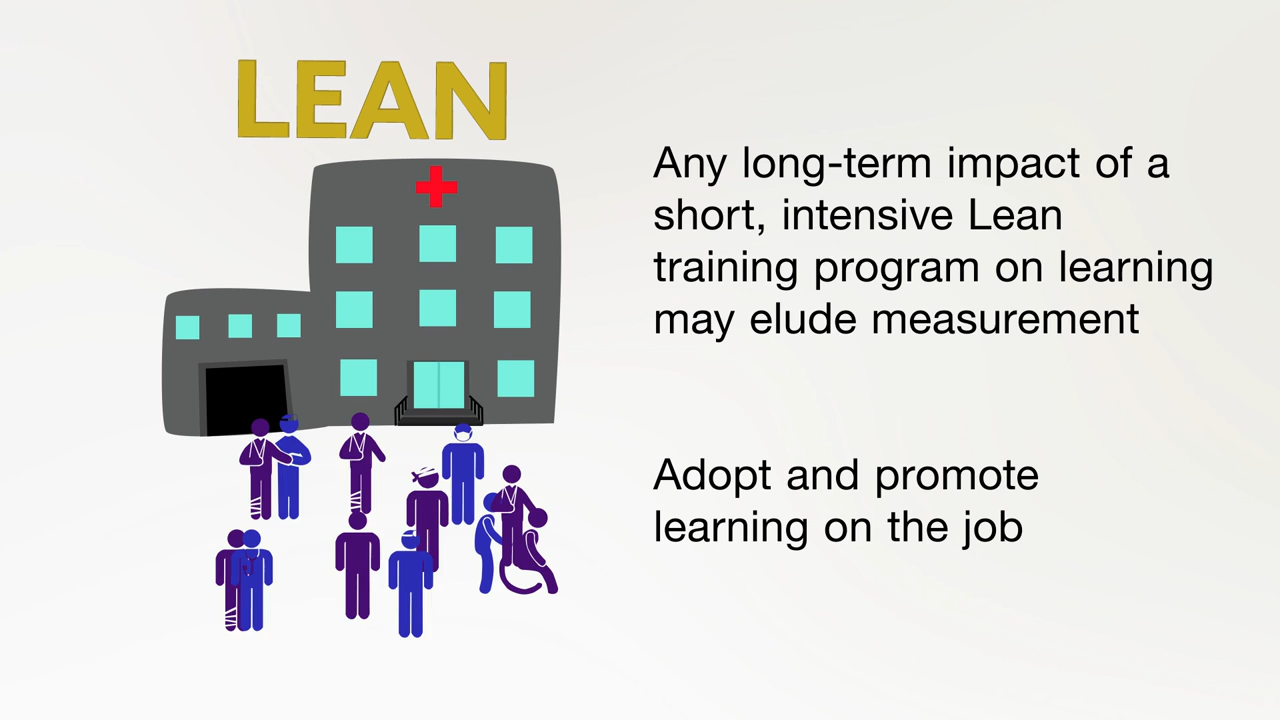 LEAN
Any long-term impact of a
short, intensive Lean
training program on learning
may elude measurement
Adopt and promote
learning on the job